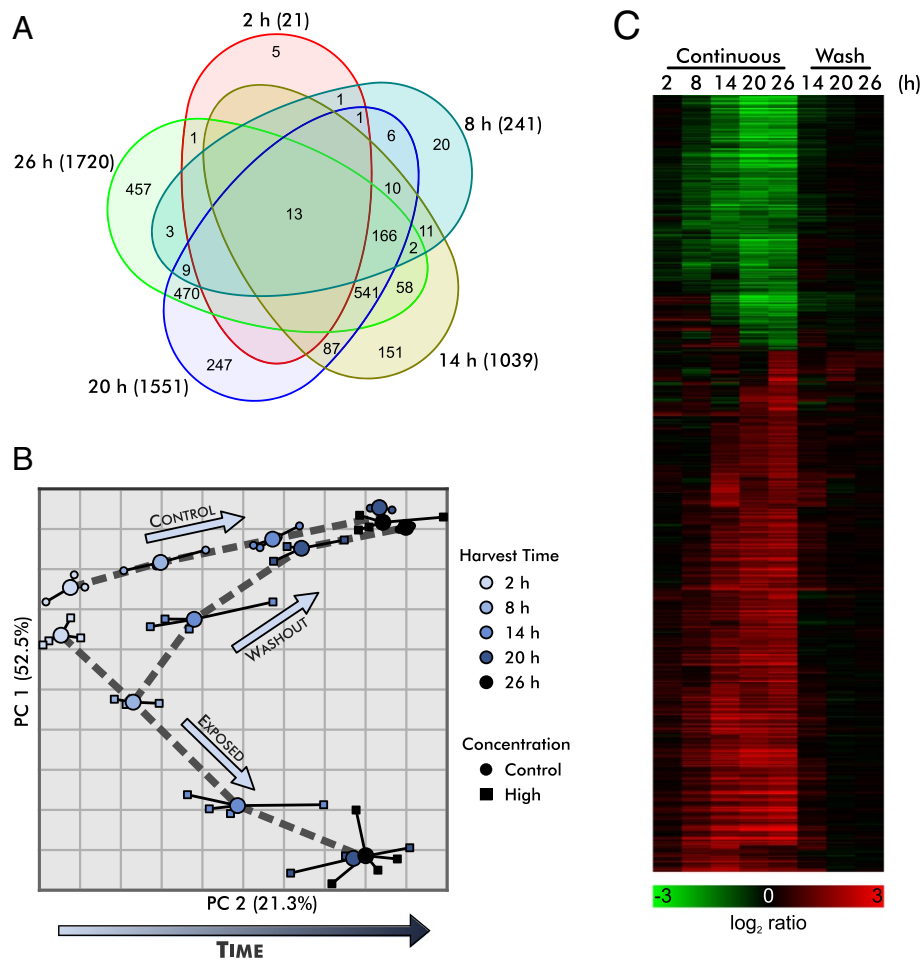 A
2 h (21)
5
1
1
8 h (241)
6
20
1
26 h (1720)
457
10
13
3
11
166
2
9
470
541
58
87
151
247
14 h (1039)
20 h (1551)
B
CONTROL
WASHOUT
EXPOSED
PC 1 (52.5%)
PC 2 (21.3%)
TIME
Harvest Time
2 h
8 h
14 h
20 h
26 h
Concentration
Control
High
C
Continuous Wash
2 8 14 20 26 14 20 26 (h)
-3 0 3
log₂ ratio